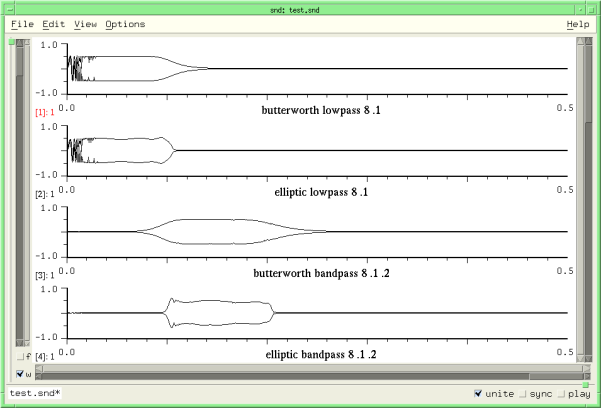 snd: test.snd
File Edit View Options Help
1.0
-1.0
[1]: 1 0.0 0.5
butterworth lowpass 8 .1
1.0
-1.0
[2]: 1 0.0 0.5
elliptic lowpass 8 .1
1.0
-1.0
[3]: 1 0.0 0.5
butterworth bandpass 8 .1 .2
1.0
-1.0
[4]: 1 0.0 0.5
elliptic bandpass 8 .1 .2
f
w
test.snd* unite sync play